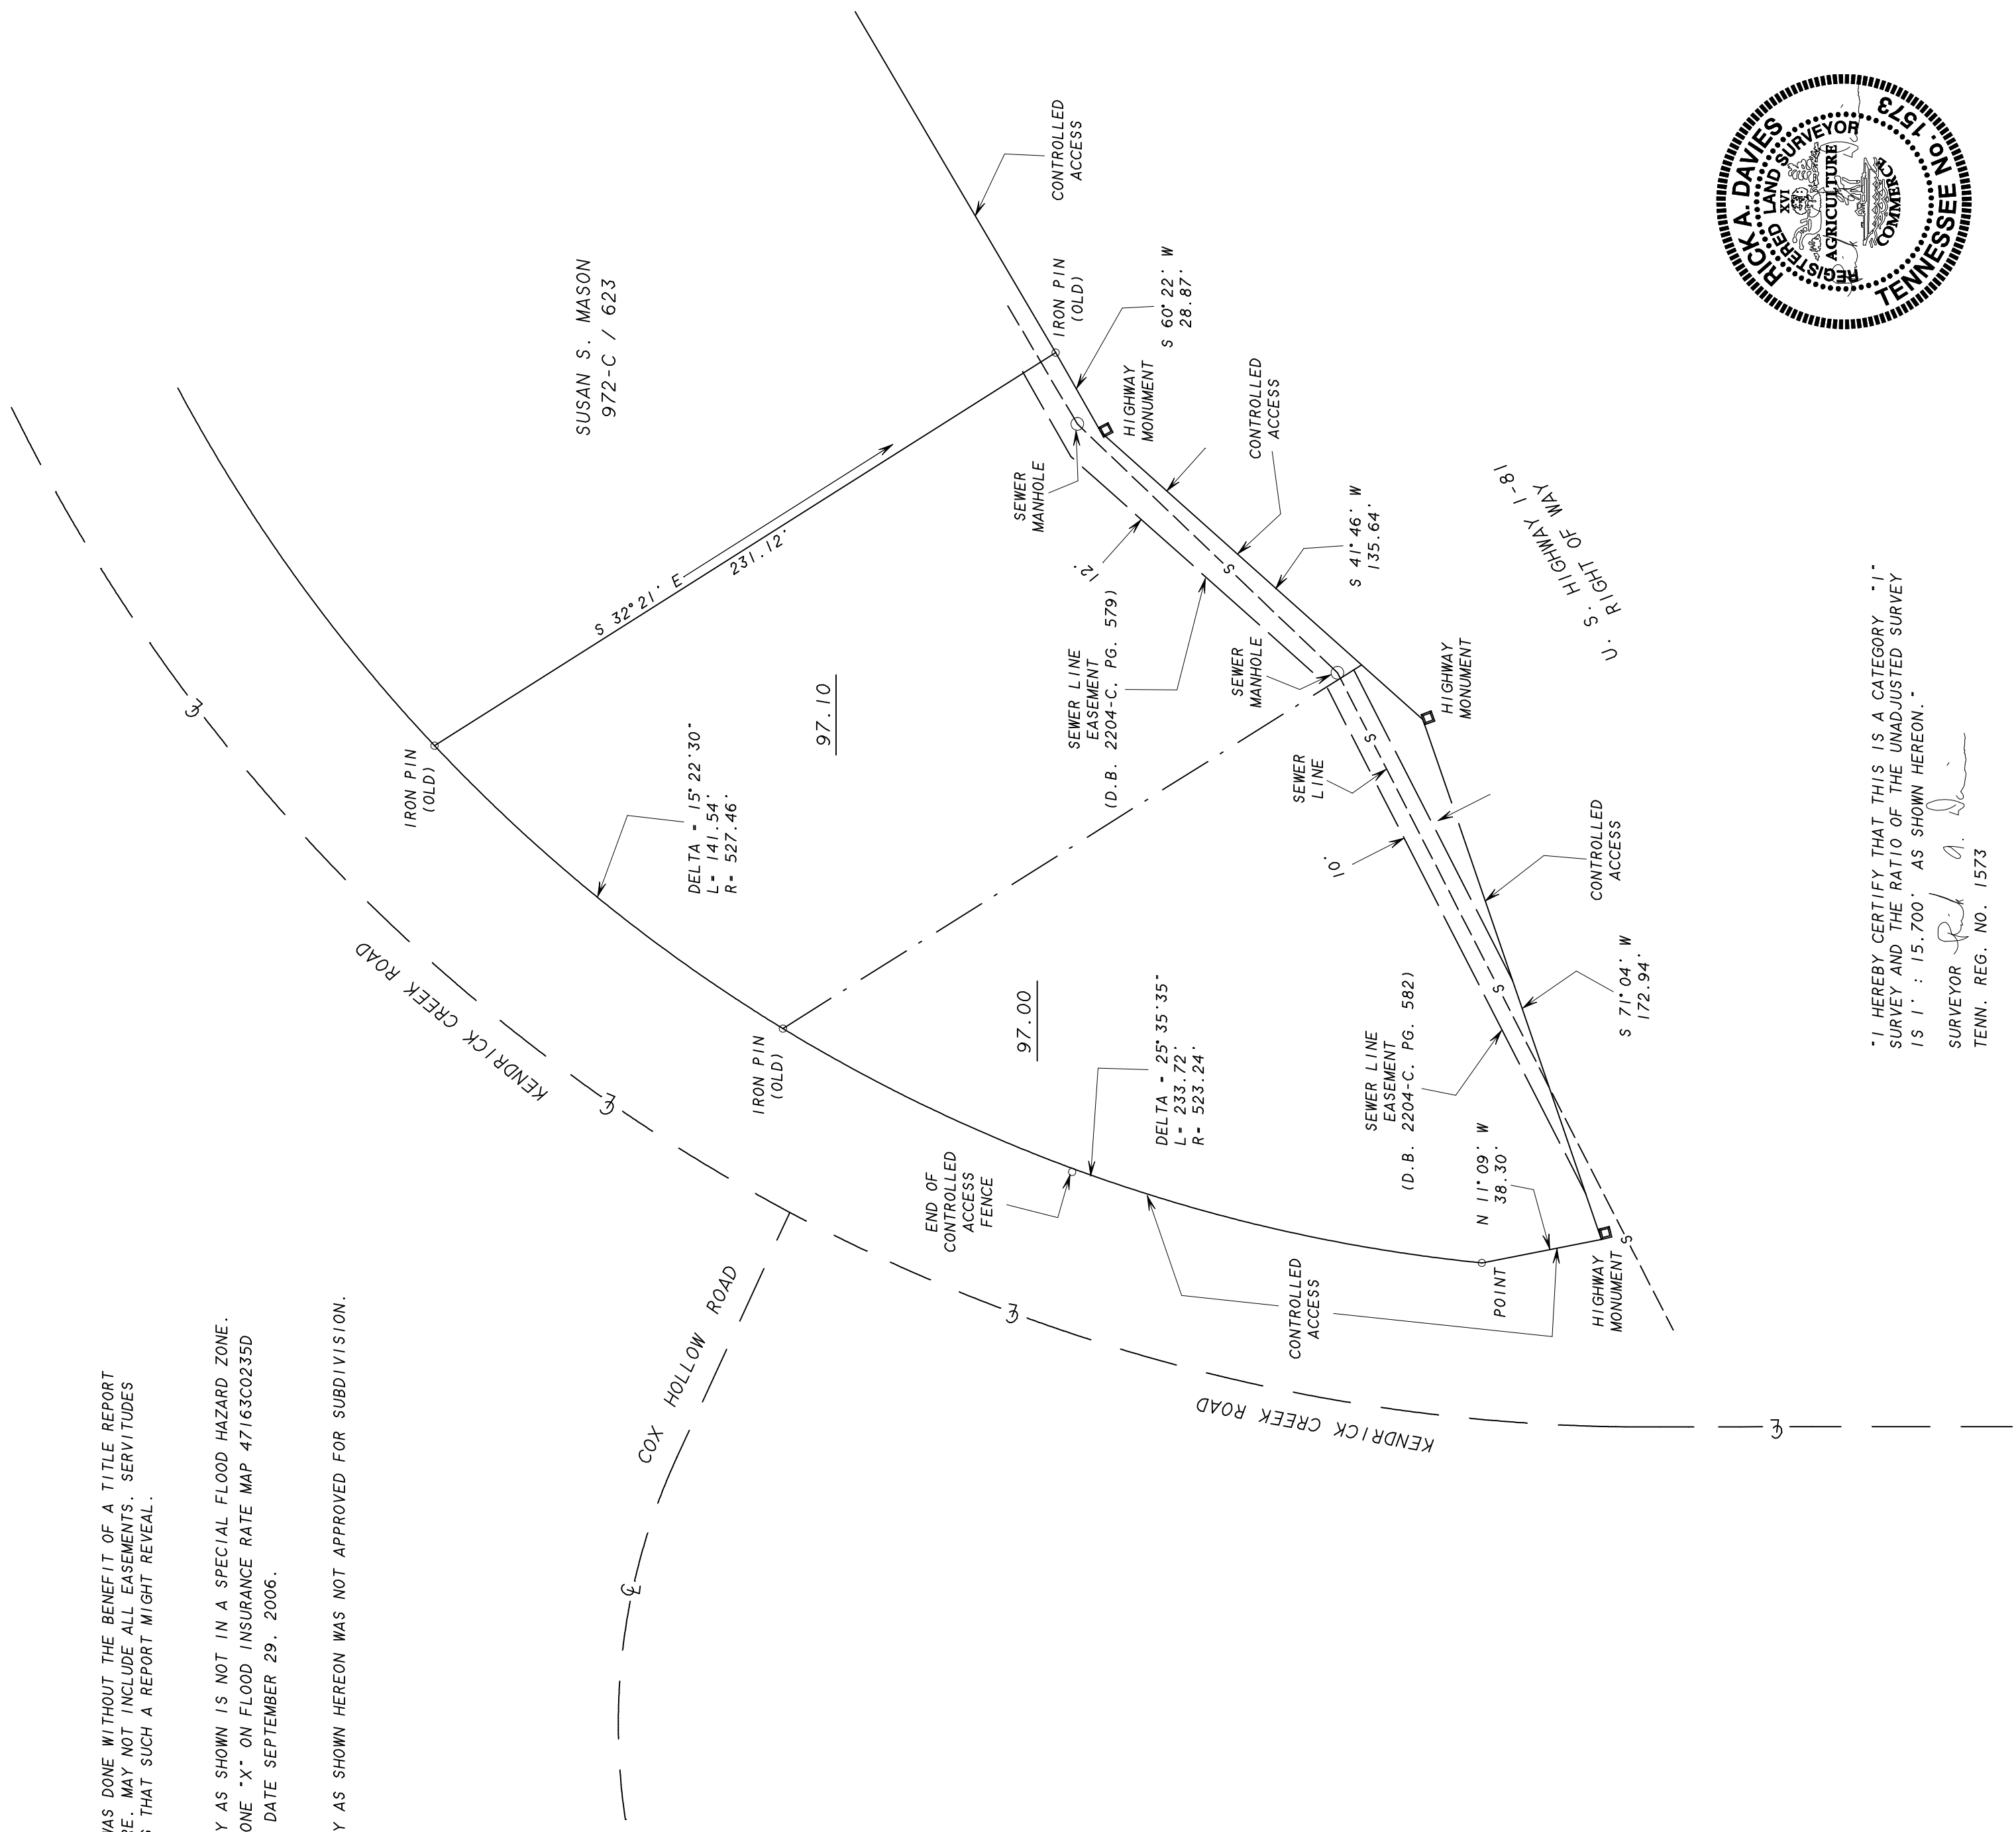 WAS DONE WITHOUT THE BENEFIT OF A TITLE REPORT
RE. MAY NOT INCLUDE ALL EASEMENTS. SERVITUDES
THAT SUCH A REPORT MIGHT REVEAL.
Y AS SHOWN IS NOT IN A SPECIAL FLOOD HAZARD ZONE.
ONE "X" ON FLOOD INSURANCE RATE MAP 47163C0235D
DATE SEPTEMBER 29. 2006.
Y AS SHOWN HEREON WAS NOT APPROVED FOR SUBDIVISION.
SUSAN S. MASON
972-C / 623
KENDRICK CREEK ROAD
COX HOLLOW ROAD
KENDRICK CREEK ROAD
IRON PIN
(OLD)
S 32° 21' E
231.12'
DELTA = 15° 22'30"
L= 141.54'
R= 527.46'
97.10
IRON PIN
(OLD)
97.00
END OF
CONTROLLED
ACCESS
FENCE
DELTA = 25° 35'35"
L= 233.72'
R= 523.24'
CONTROLLED
ACCESS
IRON PIN
(OLD)
S 60° 22' W
28.87'
HIGHWAY
MONUMENT
SEWER
MANHOLE
12'
SEWER LINE
EASEMENT
(D.B. 2204-C. PG. 579)
S
CONTROLLED
ACCESS
S 41° 46' W
135.64'
SEWER
MANHOLE
HIGHWAY
MONUMENT
SEWER
LINE
S
10'
CONTROLLED
ACCESS
S 71° 04' W
172.94'
S
SEWER LINE
EASEMENT
(D.B. 2204-C. PG. 582)
N 11° 09' W
38.30'
POINT
CONTROLLED
ACCESS
HIGHWAY
MONUMENT
S
U. S. HIGHWAY I-81
RIGHT OF WAY
"I HEREBY CERTIFY THAT THIS IS A CATEGORY "I"
SURVEY AND THE RATIO OF THE UNADJUSTED SURVEY
IS 1' : 15.700' AS SHOWN HEREON."
SURVEYOR Rick A. Davies
TENN. REG. NO. 1573
RICK A. DAVIES
REGISTERED LAND SURVEYOR
XVI
AGRICULTURE
COMMERCE
TENNESSEE NO. 1573